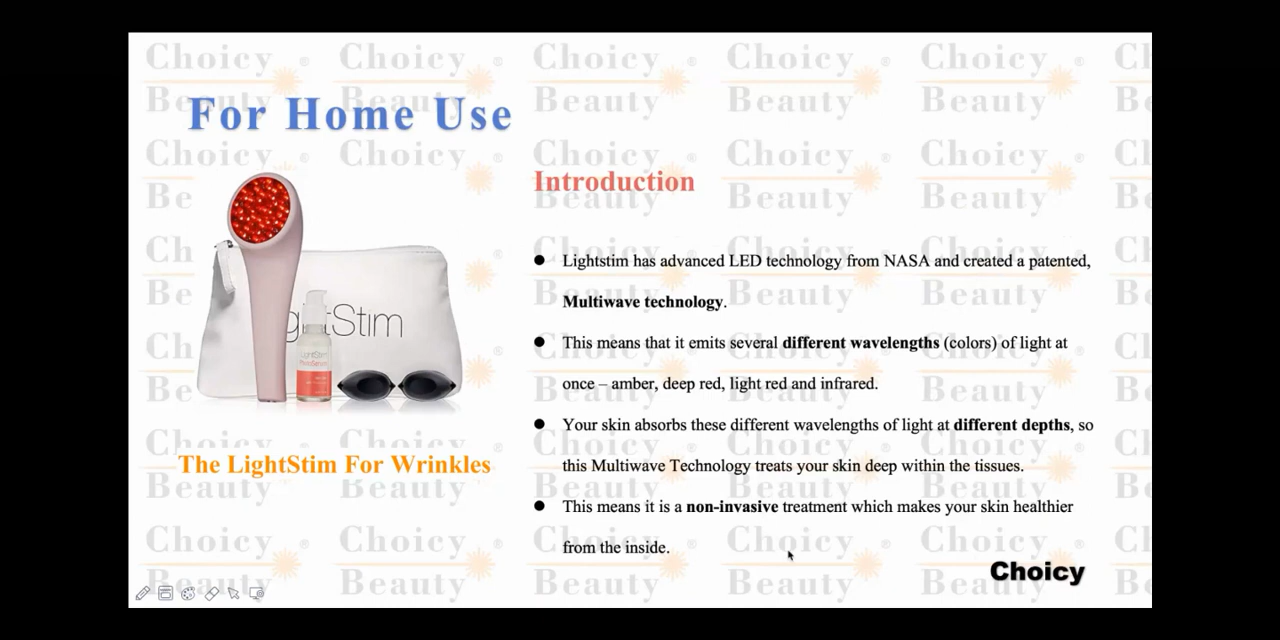 For Home Use
Introduction
Lightstim has advanced LED technology from NASA and created a patented,
Multiwave technology.
This means that it emits several different wavelengths (colors) of light at
once – amber, deep red, light red and infrared.
Your skin absorbs these different wavelengths of light at different depths, so
this Multiwave Technology treats your skin deep within the tissues.
This means it is a non-invasive treatment which makes your skin healthier
from the inside.
ghtStim
LightStim
The LightStim For Wrinkles
Choicy
Choicy Beauty ®